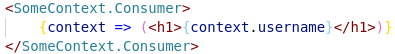 <SomeContext.Consumer>
    {context => (<h1>{context.username}</h1>)}
</SomeContext.Consumer>